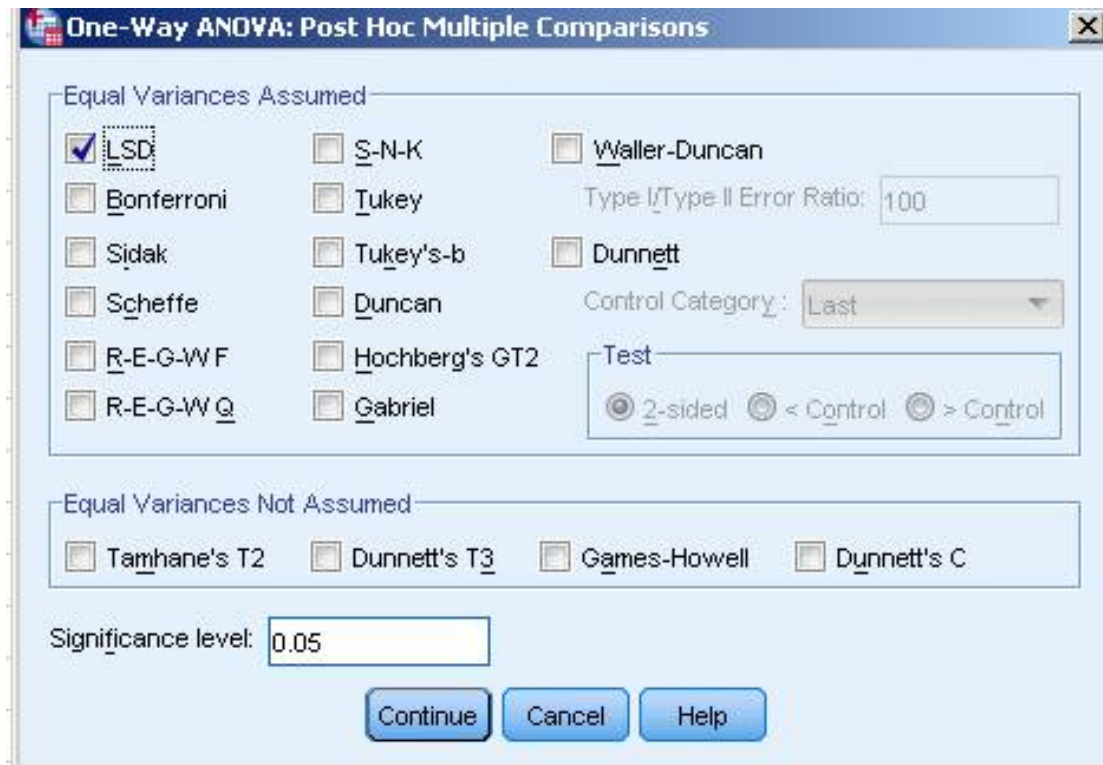 One-Way ANOVA: Post Hoc Multiple Comparisons
Equal Variances Assumed
LSD S-N-K Waller-Duncan
Bonferroni Tukey Type I/Type II Error Ratio: 100
Sidak Tukey's-b Dunnett
Scheffe Duncan Control Category : Last
R-E-G-W F Hochberg's GT2 Test
R-E-G-W Q Gabriel 2-sided < Control > Control
Equal Variances Not Assumed
Tamhane's T2 Dunnett's T3 Games-Howell Dunnett's C
Significance level: 0.05
Continue Cancel Help